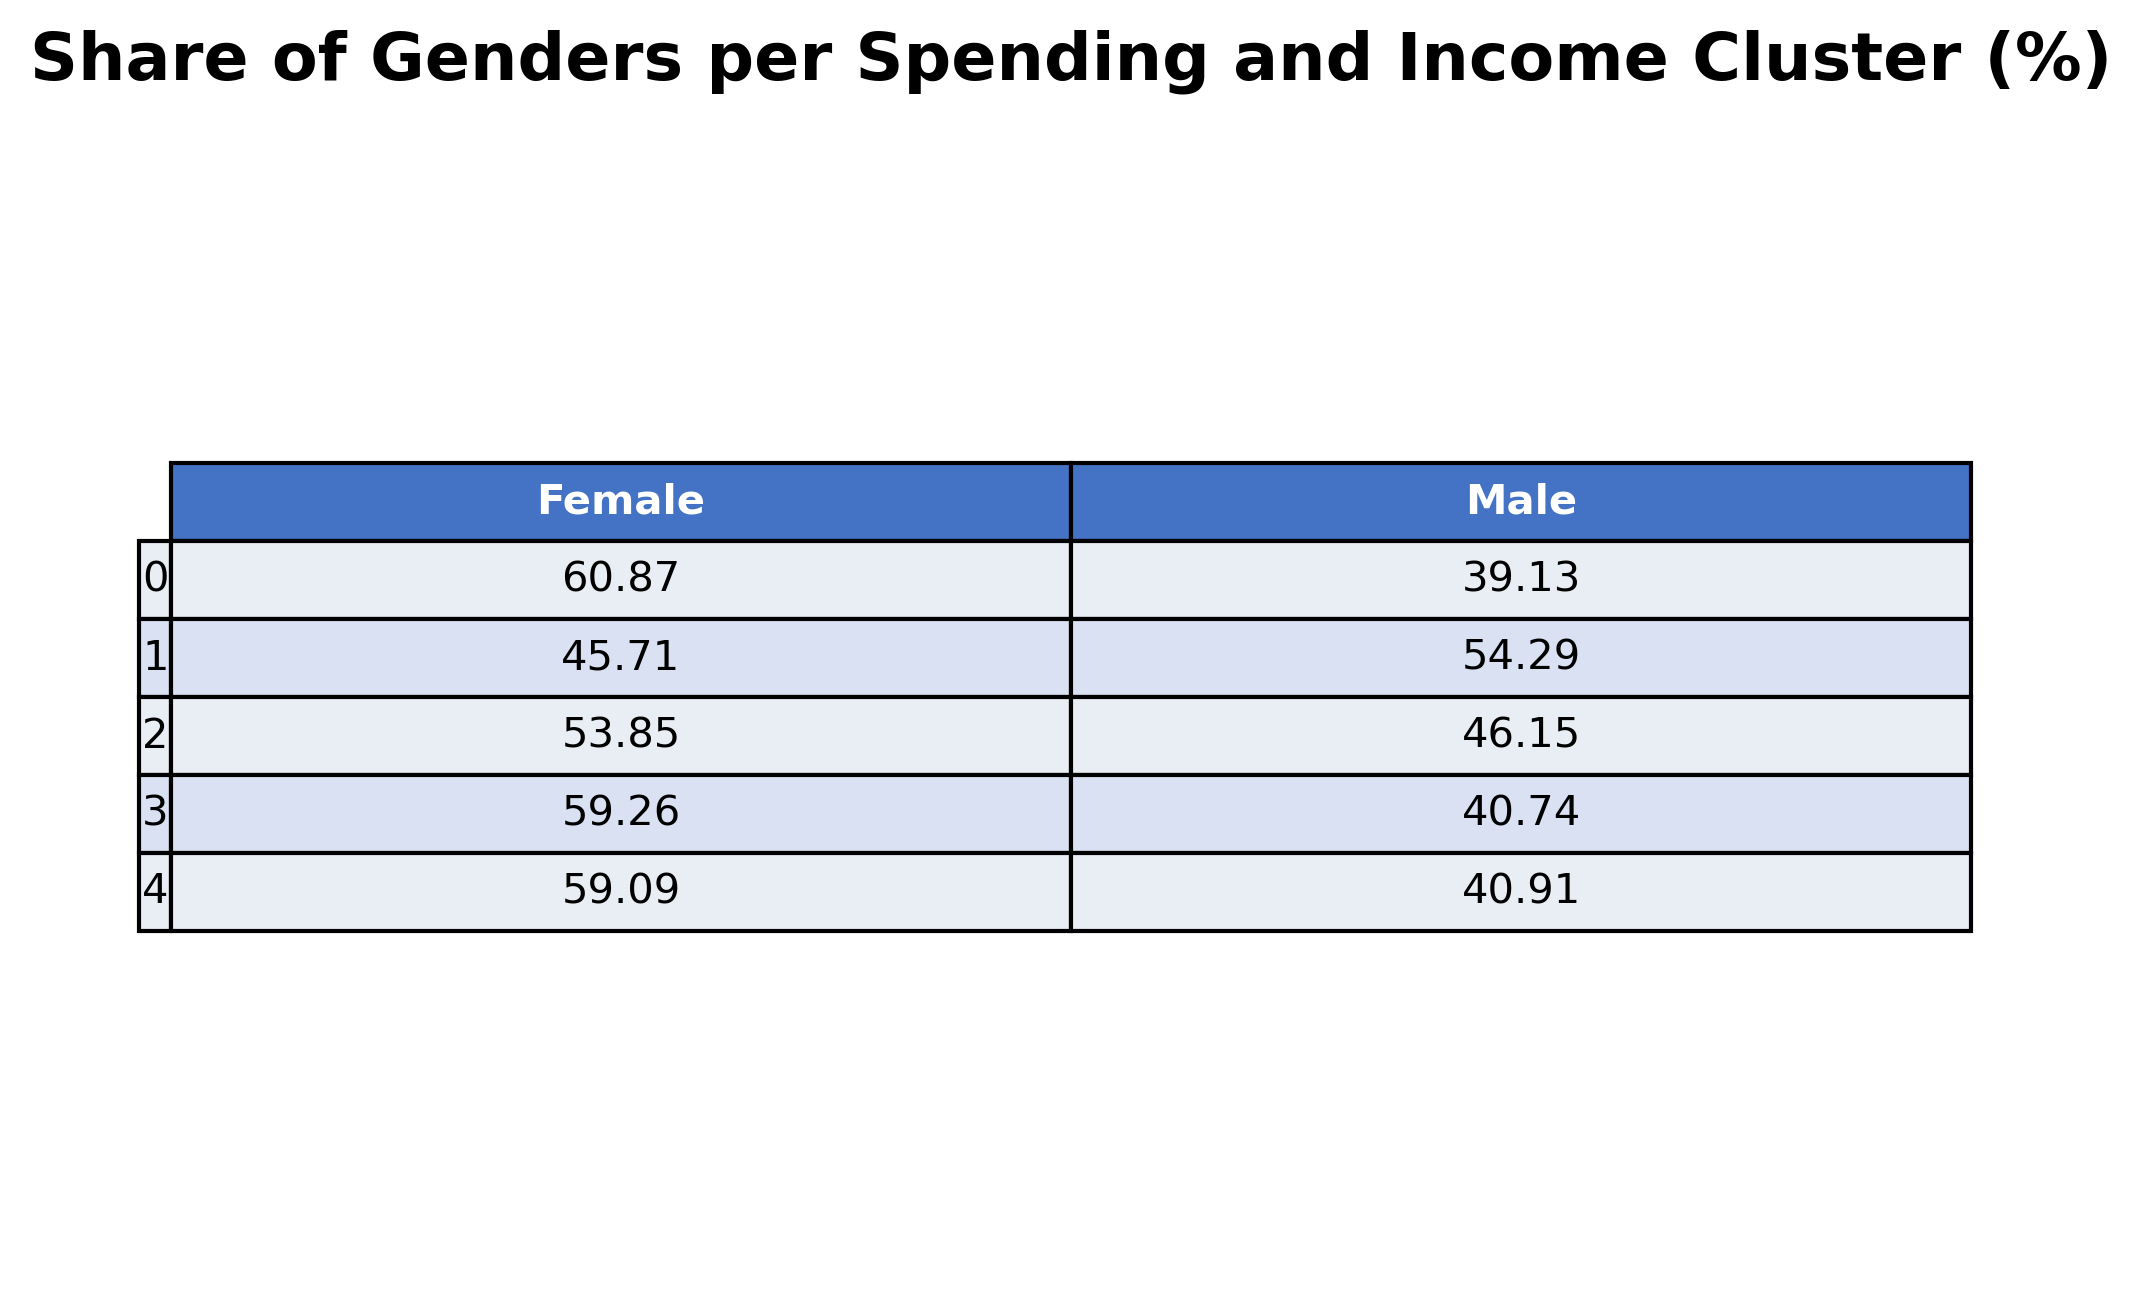 Share of Genders per Spending and Income Cluster (%)
Female Male
0 60.87 39.13
1 45.71 54.29
2 53.85 46.15
3 59.26 40.74
4 59.09 40.91